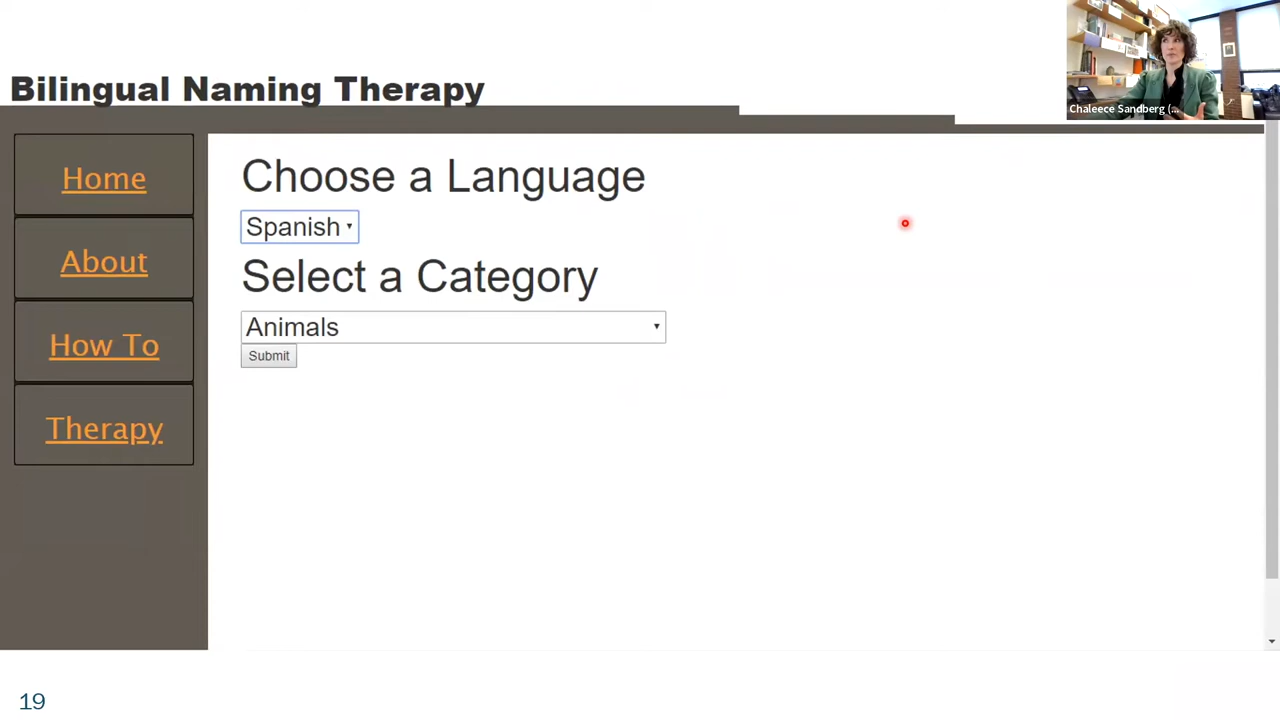 Bilingual Naming Therapy
Chaleece Sandberg (...
Home
About
How To
Therapy
Choose a Language
Spanish
Select a Category
Animals
Submit
19